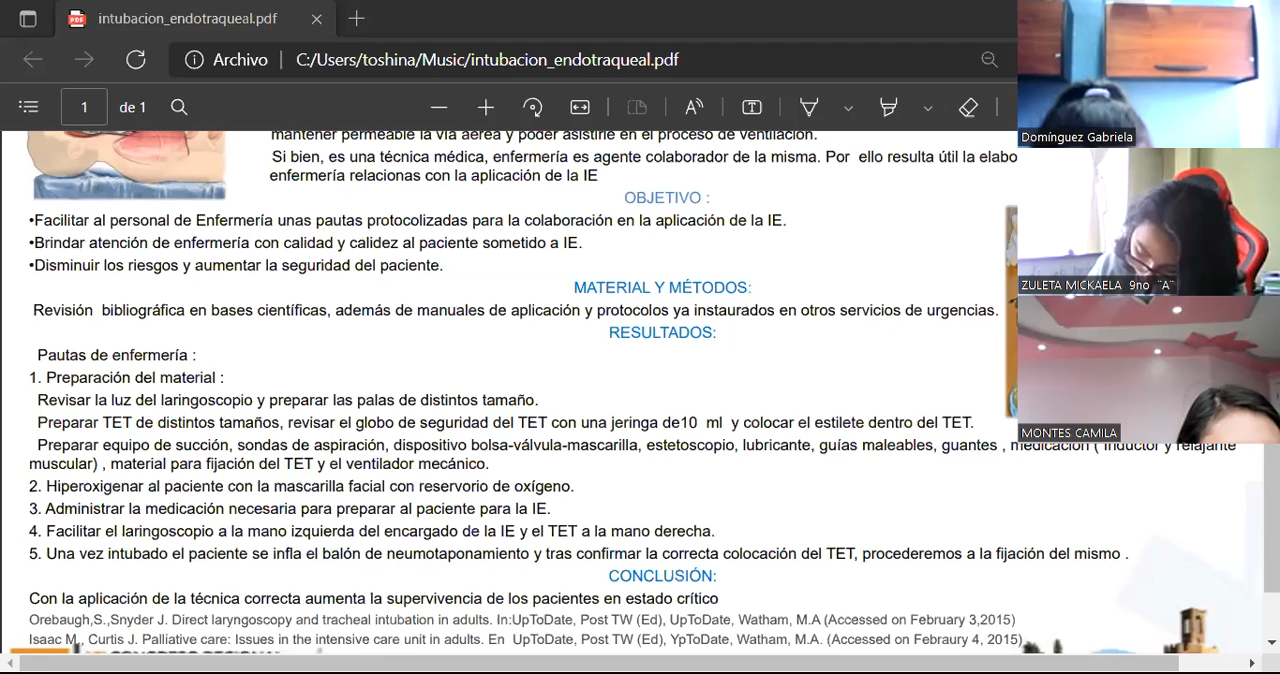 intubacion_endotraqueal.pdf
Archivo
C:/Users/toshina/Music/intubacion_endotraqueal.pdf
1 de 1
mantener permeable la vía aérea y poder asistirle en el proceso de ventilación.
Si bien, es una técnica médica, enfermería es agente colaborador de la misma. Por ello resulta útil la elabo
enfermería relacionas con la aplicación de la IE
OBJETIVO :
•Facilitar al personal de Enfermería unas pautas protocolizadas para la colaboración en la aplicación de la IE.
•Brindar atención de enfermería con calidad y calidez al paciente sometido a IE.
•Disminuir los riesgos y aumentar la seguridad del paciente.
MATERIAL Y MÉTODOS:
Revisión bibliográfica en bases científicas, además de manuales de aplicación y protocolos ya instaurados en otros servicios de urgencias.
RESULTADOS:
Pautas de enfermería :
1. Preparación del material :
Revisar la luz del laringoscopio y preparar las palas de distintos tamaño.
Preparar TET de distintos tamaños, revisar el globo de seguridad del TET con una jeringa de10 ml y colocar el estilete dentro del TET.
Preparar equipo de succión, sondas de aspiración, dispositivo bolsa-válvula-mascarilla, estetoscopio, lubricante, guías maleables, guantes , medicación ( inductor y relajante
muscular) , material para fijación del TET y el ventilador mecánico.
2. Hiperoxigenar al paciente con la mascarilla facial con reservorio de oxígeno.
3. Administrar la medicación necesaria para preparar al paciente para la IE.
4. Facilitar el laringoscopio a la mano izquierda del encargado de la IE y el TET a la mano derecha.
5. Una vez intubado el paciente se infla el balón de neumotaponamiento y tras confirmar la correcta colocación del TET, procederemos a la fijación del mismo .
CONCLUSIÓN:
Con la aplicación de la técnica correcta aumenta la supervivencia de los pacientes en estado crítico
Orebaugh,S.,Snyder J. Direct laryngoscopy and tracheal intubation in adults. In:UpToDate, Post TW (Ed), UpToDate, Watham, M.A (Accessed on February 3,2015)
Isaac M., Curtis J. Palliative care: Issues in the intensive care unit in adults. En UpToDate, Post TW (Ed), YpToDate, Watham, M.A. (Accessed on Febraury 4, 2015)
CONGRESO REGIONAL
Domínguez Gabriela
ZULETA MICKAELA 9no ¨A¨
MONTES CAMILA